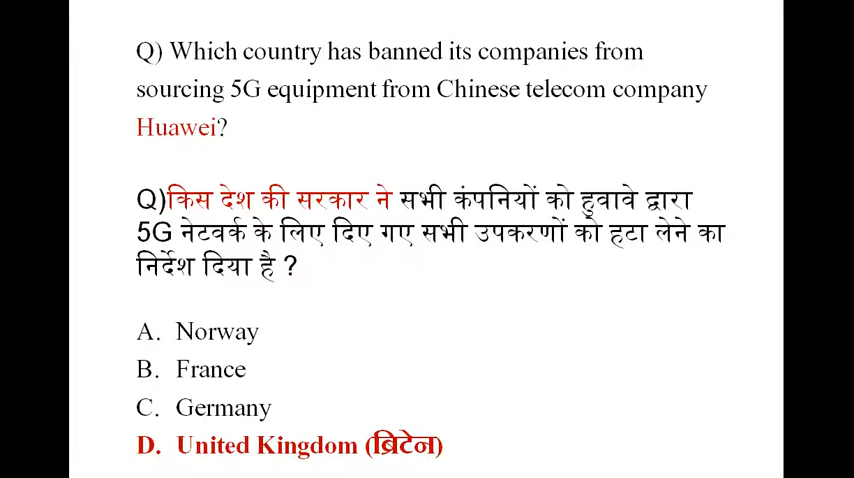 Q) Which country has banned its companies from
sourcing 5G equipment from Chinese telecom company
Huawei?
Q)किस देश की सरकार ने सभी कंपनियों को हुवावे द्वारा
5G नेटवर्क के लिए दिए गए सभी उपकरणों को हटा लेने का
निर्देश दिया है ?
A. Norway
B. France
C. Germany
D. United Kingdom (ब्रिटेन)